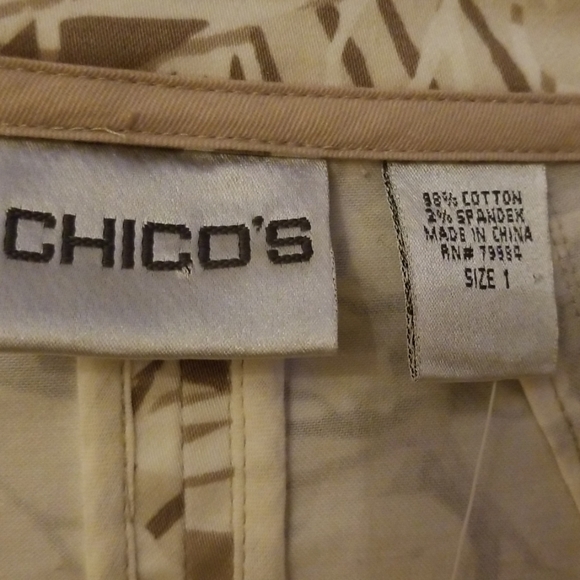 CHICO'S
98% COTTON
2% SPANDEX
MADE IN CHINA
RN# 79984
SIZE 1